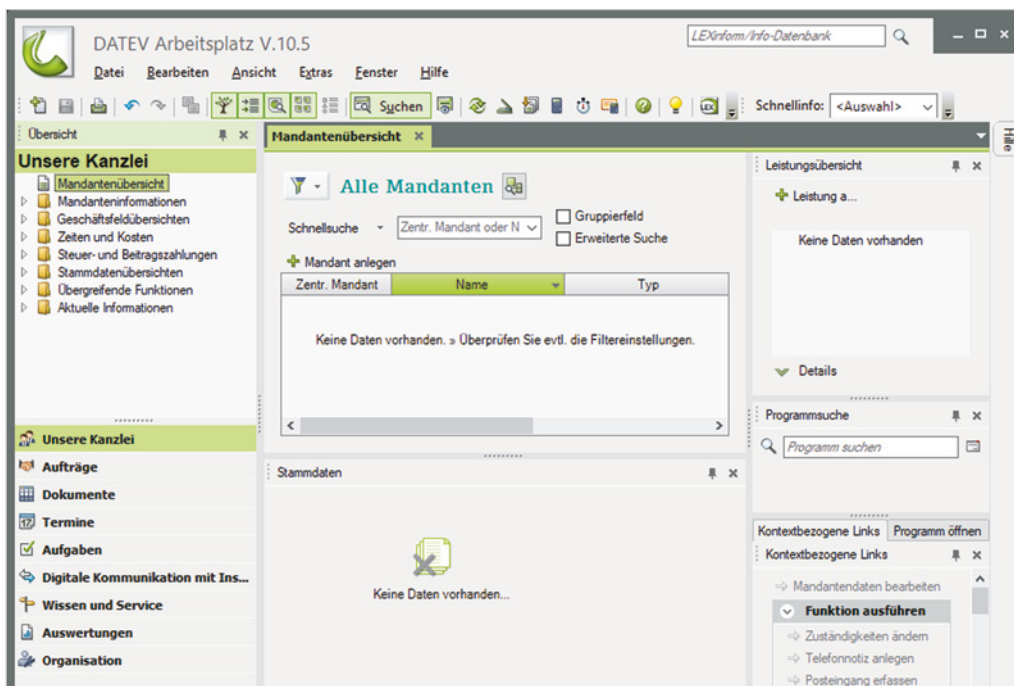 DATEV Arbeitsplatz V.10.5
LEXinform/Info-Datenbank
Datei Bearbeiten Ansicht Extras Fenster Hilfe
Suchen
LEX
Schnellinfo: <Auswahl>
Übersicht
Unsere Kanzlei
Mandantenübersicht
Mandanteninformationen
Geschäftsfeldübersichten
Zeiten und Kosten
Steuer- und Beitragszahlungen
Stammdatenübersichten
Übergreifende Funktionen
Aktuelle Informationen
Unsere Kanzlei
Aufträge
Dokumente
17
Termine
Aufgaben
Digitale Kommunikation mit Ins...
Wissen und Service
Auswertungen
Organisation
Mandantenübersicht
Alle Mandanten
Schnellsuche
Zentr. Mandant oder N
Gruppierfeld
Erweiterte Suche
Mandant anlegen
Zentr. Mandant Name Typ
Keine Daten vorhanden. » Überprüfen Sie evtl. die Filtereinstellungen.
Stammdaten
Keine Daten vorhanden...
Hilfe
Leistungsübersicht
Leistung a...
Keine Daten vorhanden
Details
Programmsuche
Programm suchen
Kontextbezogene Links Programm öffnen
Kontextbezogene Links
Mandantendaten bearbeiten
Funktion ausführen
Zuständigkeiten ändern
Telefonnotiz anlegen
Posteingang erfassen